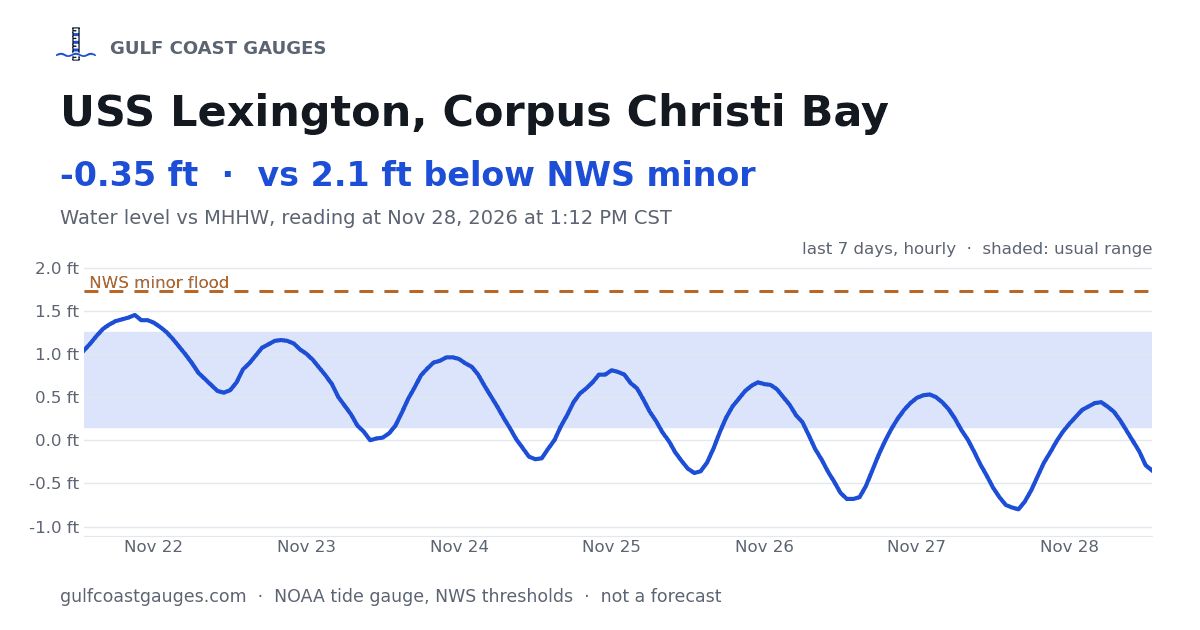 GULF COAST GAUGES
USS Lexington, Corpus Christi Bay
-0.35 ft · vs 2.1 ft below NWS minor
Water level vs MHHW, reading at Nov 28, 2026 at 1:12 PM CST
last 7 days, hourly · shaded: usual range
2.0 ft
NWS minor flood
1.5 ft
1.0 ft
0.5 ft
0.0 ft
-0.5 ft
-1.0 ft
Nov 22 Nov 23 Nov 24 Nov 25 Nov 26 Nov 27 Nov 28
gulfcoastgauges.com · NOAA tide gauge, NWS thresholds · not a forecast